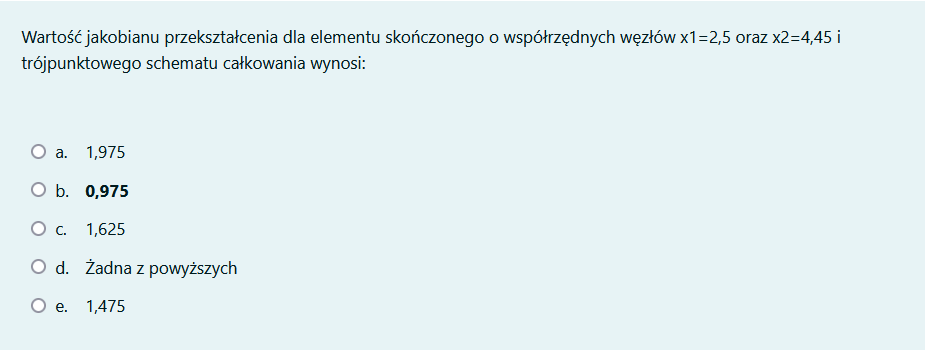 Wartość jakobianu przekształcenia dla elementu skończonego o współrzędnych węzłów x1=2,5 oraz x2=4,45 i
trójpunktowego schematu całkowania wynosi:
a. 1,975
b. 0,975
c. 1,625
d. Żadna z powyższych
e. 1,475